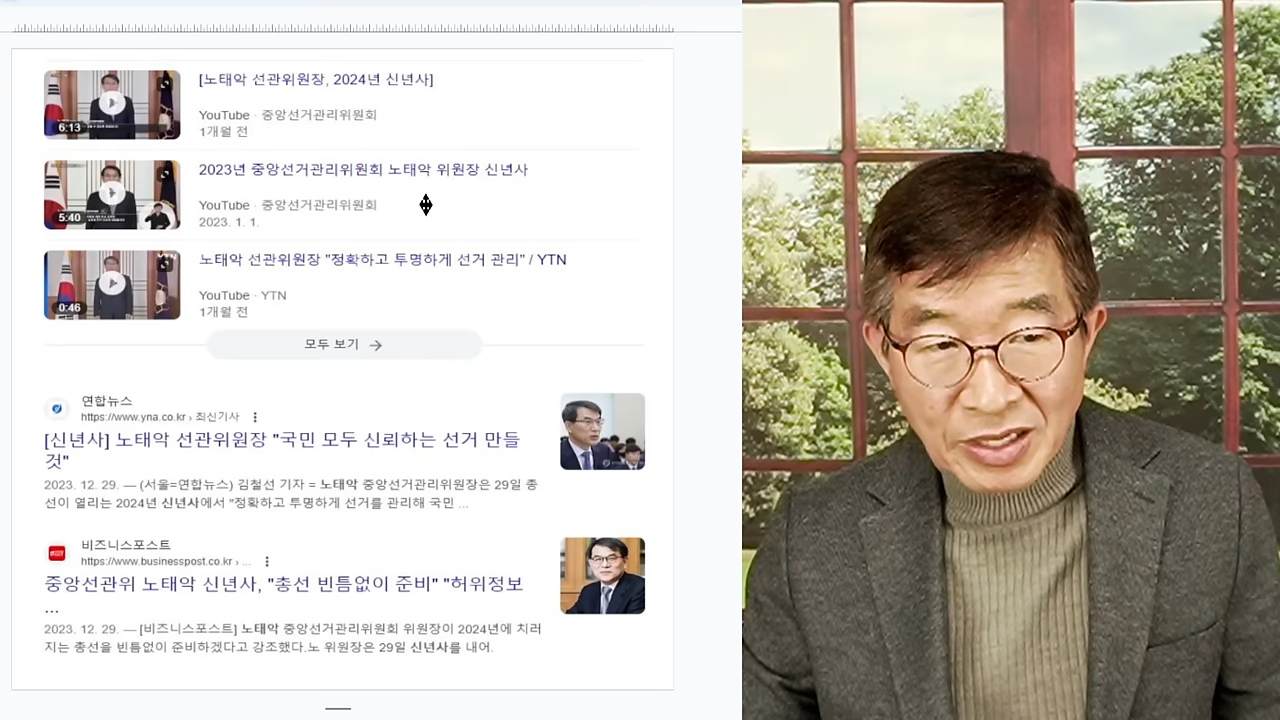 [노태악 선관위원장, 2024년 신년사]
YouTube · 중앙선거관리위원회
1개월 전
6:13
2023년 중앙선거관리위원회 노태악 위원장 신년사
YouTube · 중앙선거관리위원회
2023. 1. 1.
5:40
노태악 선관위원장 "정확하고 투명하게 선거 관리" / YTN
YouTube · YTN
1개월 전
0:46
모두 보기 →
연합뉴스
https://www.yna.co.kr › 최신기사
[신년사] 노태악 선관위원장 "국민 모두 신뢰하는 선거 만들
것"
2023. 12. 29. — (서울=연합뉴스) 김철선 기자 = 노태악 중앙선거관리위원장은 29일 총
선이 열리는 2024년 신년사에서 "정확하고 투명하게 선거를 관리해 국민 ...
비즈니스포스트
https://www.businesspost.co.kr › ...
중앙선관위 노태악 신년사, "총선 빈틈없이 준비" "허위정보
...
2023. 12. 29. — [비즈니스포스트] 노태악 중앙선거관리위원회 위원장이 2024년에 치러
지는 총선을 빈틈없이 준비하겠다고 강조했다.노 위원장은 29일 신년사를 내어.